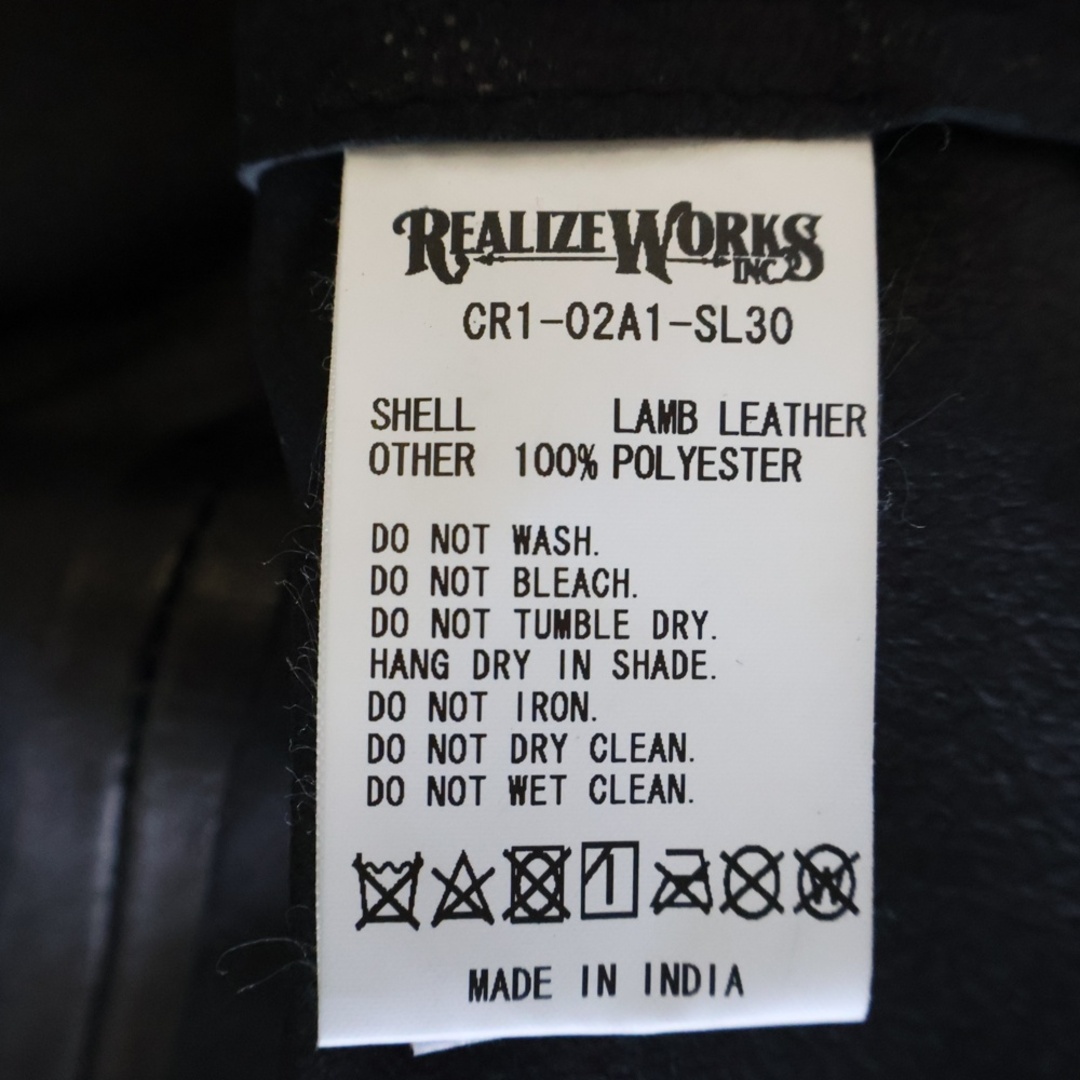 REALIZEWORKS INC
CR1-02A1-SL30
SHELL LAMB LEATHER
OTHER 100% POLYESTER
DO NOT WASH.
DO NOT BLEACH.
DO NOT TUMBLE DRY.
HANG DRY IN SHADE.
DO NOT IRON.
DO NOT DRY CLEAN.
DO NOT WET CLEAN.
W
MADE IN INDIA